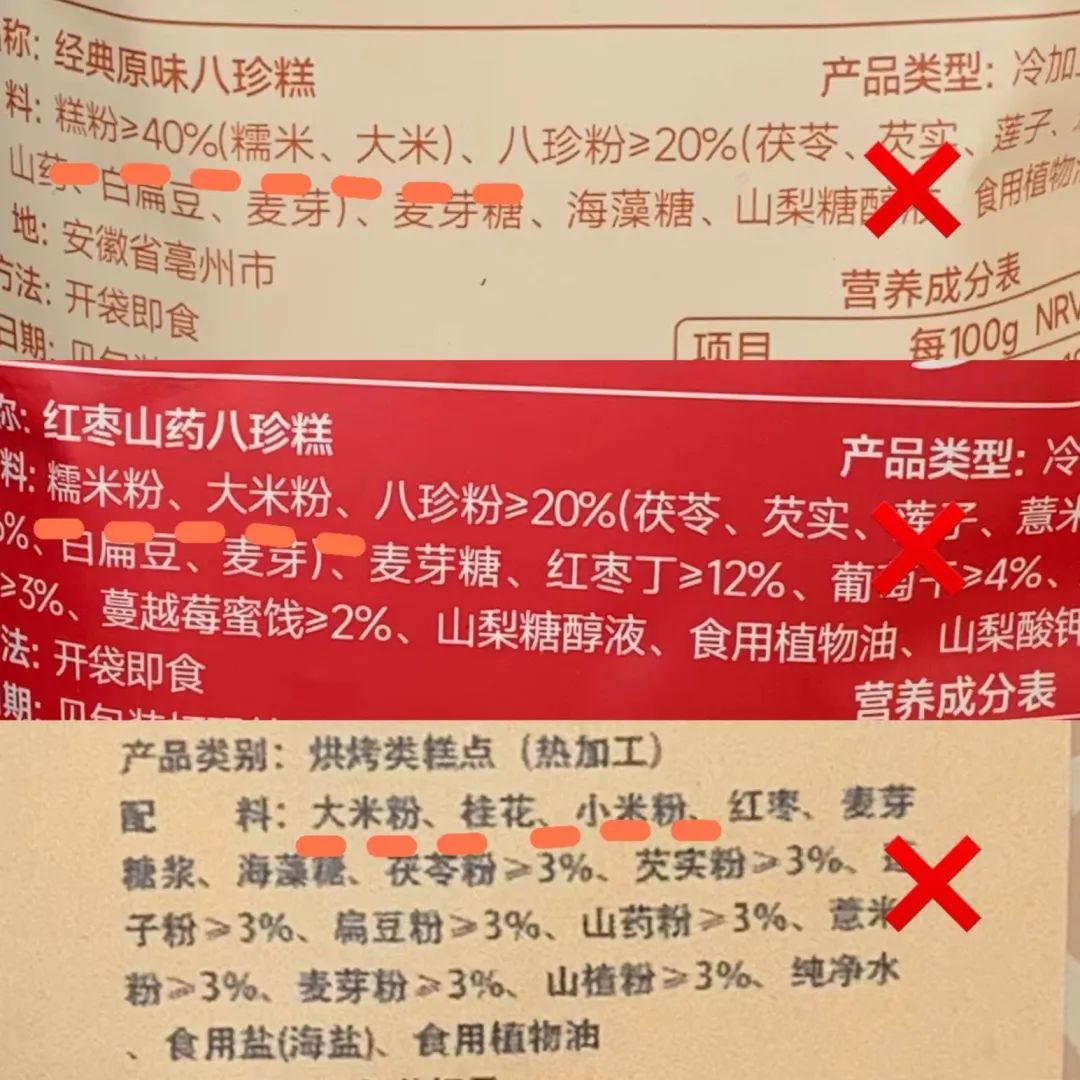 称: 经典原味八珍糕
产品类型: 冷加
料: 糕粉≥40%(糯米、大米)、八珍粉≥20%(茯苓、芡实、莲子、
山药、白扁豆、麦芽)、麦芽糖、海藻糖、山梨糖醇液、食用植物
地: 安徽省亳州市
方法: 开袋即食
营养成分表
日期: 见包装
项目 每100g NRV
称: 红枣山药八珍糕
产品类型: 冷
料: 糯米粉、大米粉、八珍粉≥20%(茯苓、芡实、莲子、薏米
6%、白扁豆、麦芽)、麦芽糖、红枣丁≥12%、葡萄干≥4%、
≥3%、蔓越莓蜜饯≥2%、山梨糖醇液、食用植物油、山梨酸钾
法: 开袋即食
营养成分表
期: 见包装
产品类别: 烘烤类糕点（热加工）
配 料: 大米粉、桂花、小米粉、红枣、麦芽
糖浆、海藻糖、茯苓粉≥3%、芡实粉≥3%、莲
子粉≥3%、扁豆粉≥3%、山药粉≥3%、薏米
粉≥3%、麦芽粉≥3%、山楂粉≥3%、纯净水
、食用盐(海盐)、食用植物油